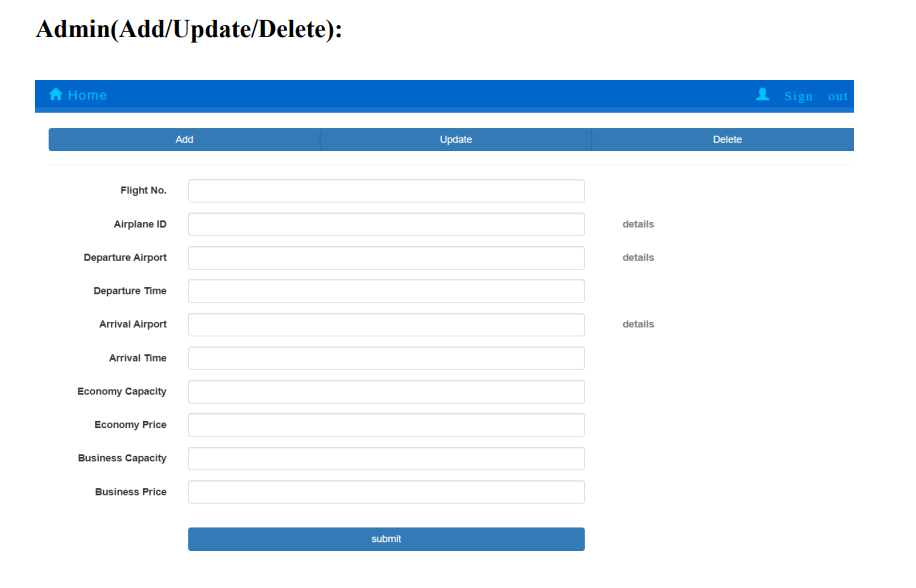 Admin(Add/Update/Delete):
Home Sign out
Add Update Delete
Flight No.
Airplane ID details
Departure Airport details
Departure Time
Arrival Airport details
Arrival Time
Economy Capacity
Economy Price
Business Capacity
Business Price
submit